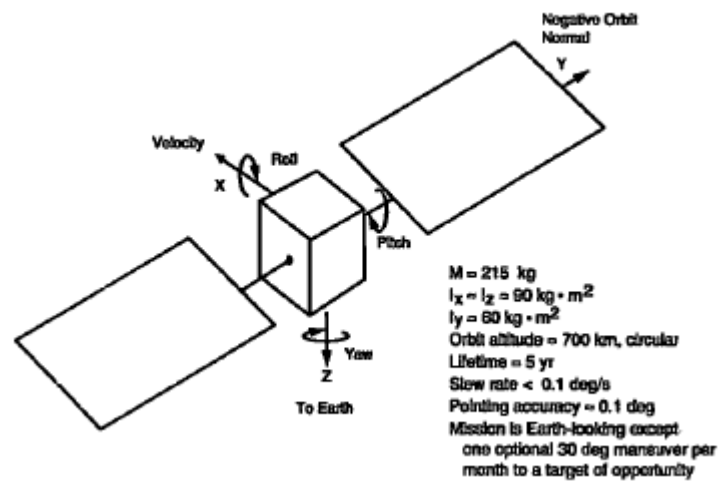 Negative Orbit
Normal
Y
Velocity
Roll
X
Pitch
M = 215 kg
Ix = Iz = 90 kg • m2
Iy = 60 kg • m2
Orbit altitude = 700 km, circular
Lifetime = 5 yr
Slew rate < 0.1 deg/s
Pointing accuracy = 0.1 deg
Mission is Earth-looking except
one optional 30 deg maneuver per
month to a target of opportunity
Yaw
Z
To Earth